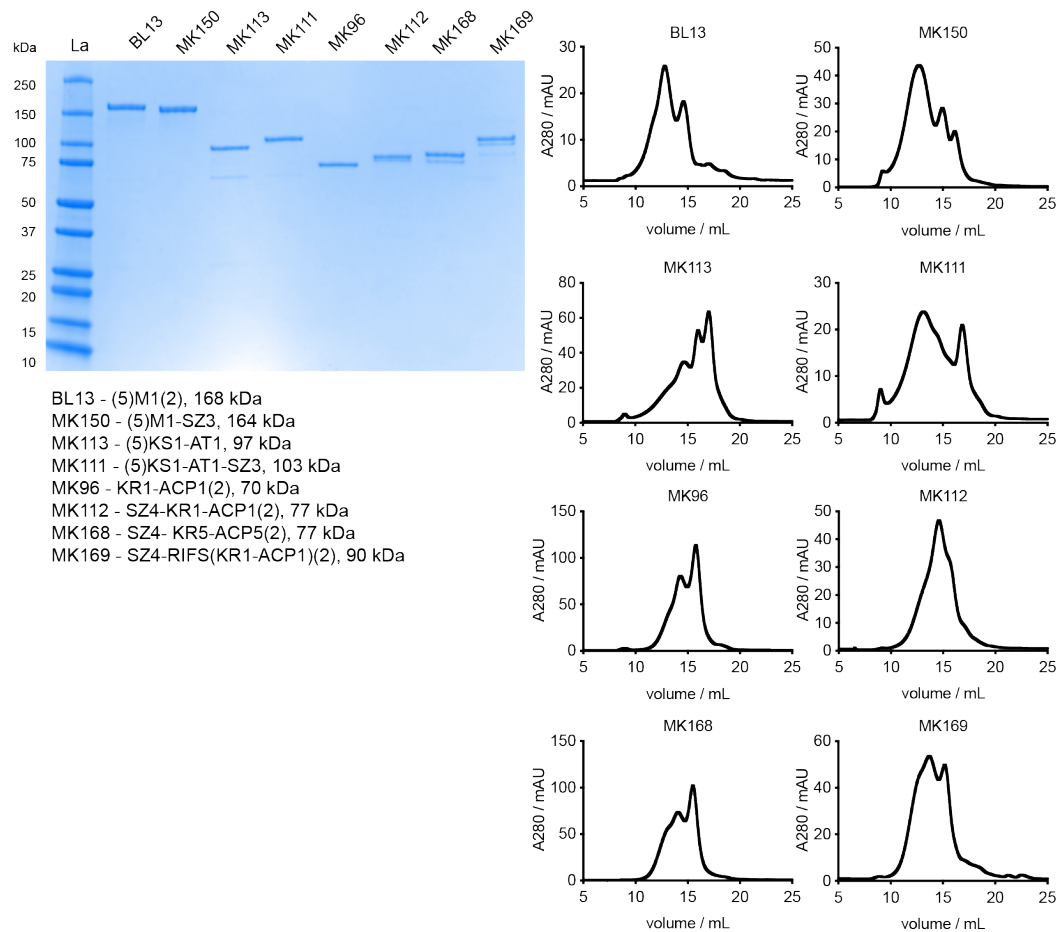 kDa La BL13 MK150 MK113 MK111 MK96 MK112 MK168 MK169
250
150
100
75
50
37
25
20
15
10
BL13 - (5)M1(2), 168 kDa
MK150 - (5)M1-SZ3, 164 kDa
MK113 - (5)KS1-AT1, 97 kDa
MK111 - (5)KS1-AT1-SZ3, 103 kDa
MK96 - KR1-ACP1(2), 70 kDa
MK112 - SZ4-KR1-ACP1(2), 77 kDa
MK168 - SZ4- KR5-ACP5(2), 77 kDa
MK169 - SZ4-RIFS(KR1-ACP1)(2), 90 kDa
BL13
A280 / mAU
30
20
10
0
5 10 15 20 25
volume / mL
MK150
A280 / mAU
50
40
30
20
10
0
5 10 15 20 25
volume / mL
MK113
A280 / mAU
80
60
40
20
0
5 10 15 20 25
volume / mL
MK111
A280 / mAU
30
20
10
0
5 10 15 20 25
volume / mL
MK96
A280 / mAU
150
100
50
0
5 10 15 20 25
volume / mL
MK112
A280 / mAU
50
40
30
20
10
0
5 10 15 20 25
volume / mL
MK168
A280 / mAU
150
100
50
0
5 10 15 20 25
volume / mL
MK169
A280 / mAU
60
40
20
0
5 10 15 20 25
volume / mL